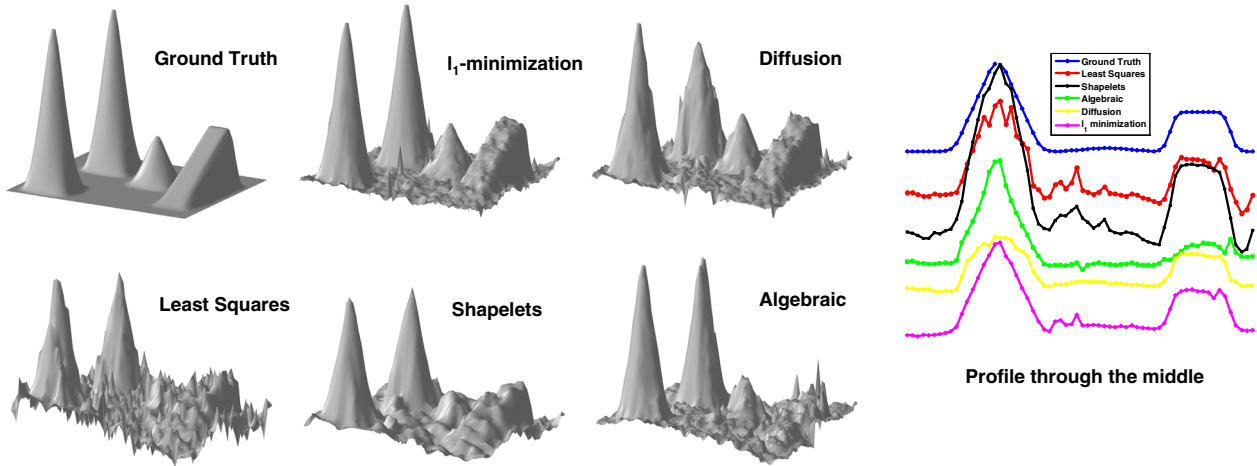 Ground Truth
l1-minimization
Diffusion
Least Squares
Shapelets
Algebraic
Ground Truth
Least Squares
Shapelets
Algebraic
Diffusion
l1 minimization
Profile through the middle